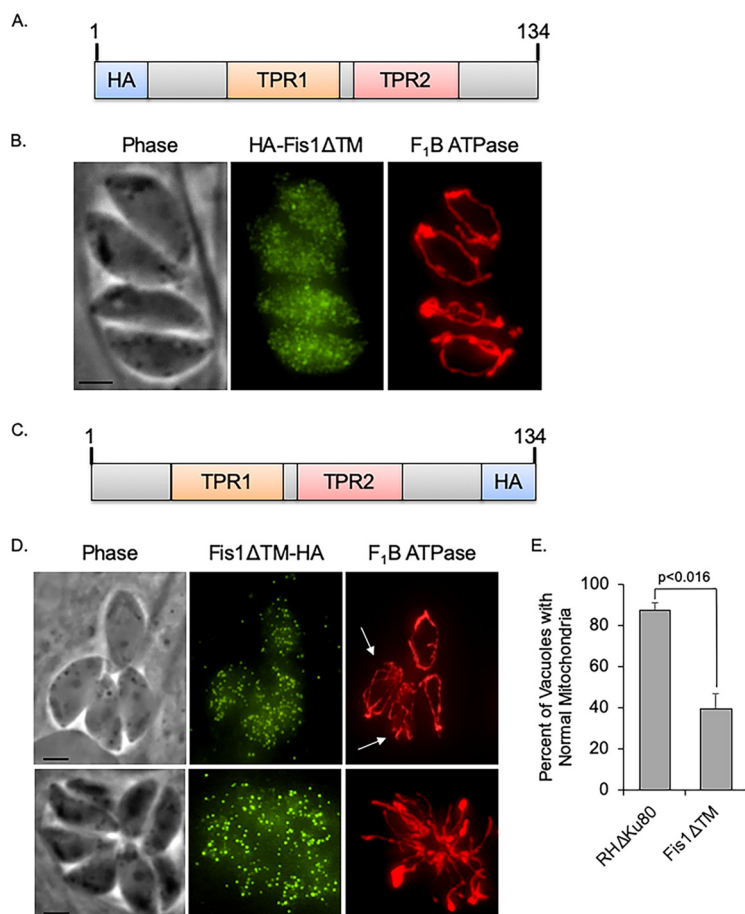 A.
1 134
HA TPR1 TPR2
B.
Phase HA-Fis1ΔTM F₁B ATPase
C.
1 134
TPR1 TPR2 HA
D. Phase Fis1ΔTM-HA F₁B ATPase
E.
p<0.016
100
80
60
40
20
0
Percent of Vacuoles with
Normal Mitochondria
RHΔKu80
Fis1ΔTM